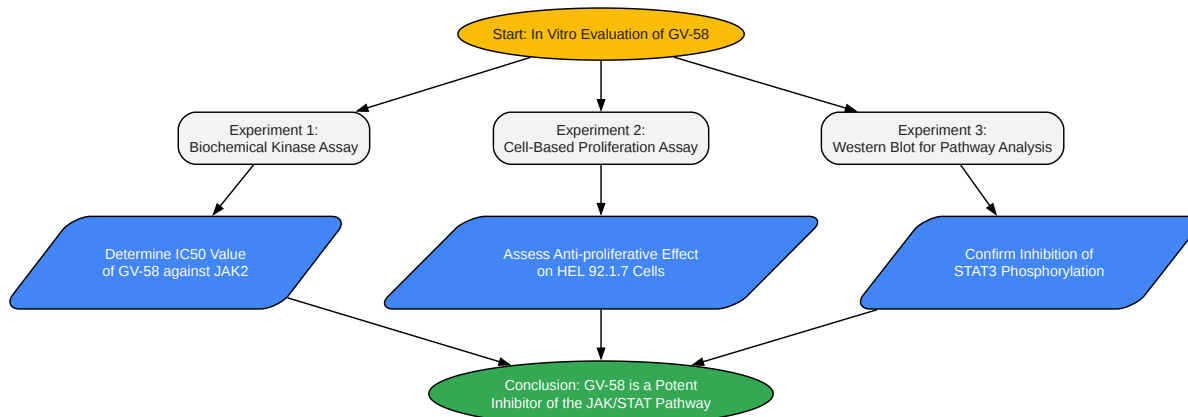 Start: In Vitro Evaluation of GV-58
Experiment 1:
Biochemical Kinase Assay
Experiment 2:
Cell-Based Proliferation Assay
Experiment 3:
Western Blot for Pathway Analysis
Determine IC50 Value
of GV-58 against JAK2
Assess Anti-proliferative Effect
on HEL 92.1.7 Cells
Confirm Inhibition of
STAT3 Phosphorylation
Conclusion: GV-58 is a Potent
Inhibitor of the JAK/STAT Pathway